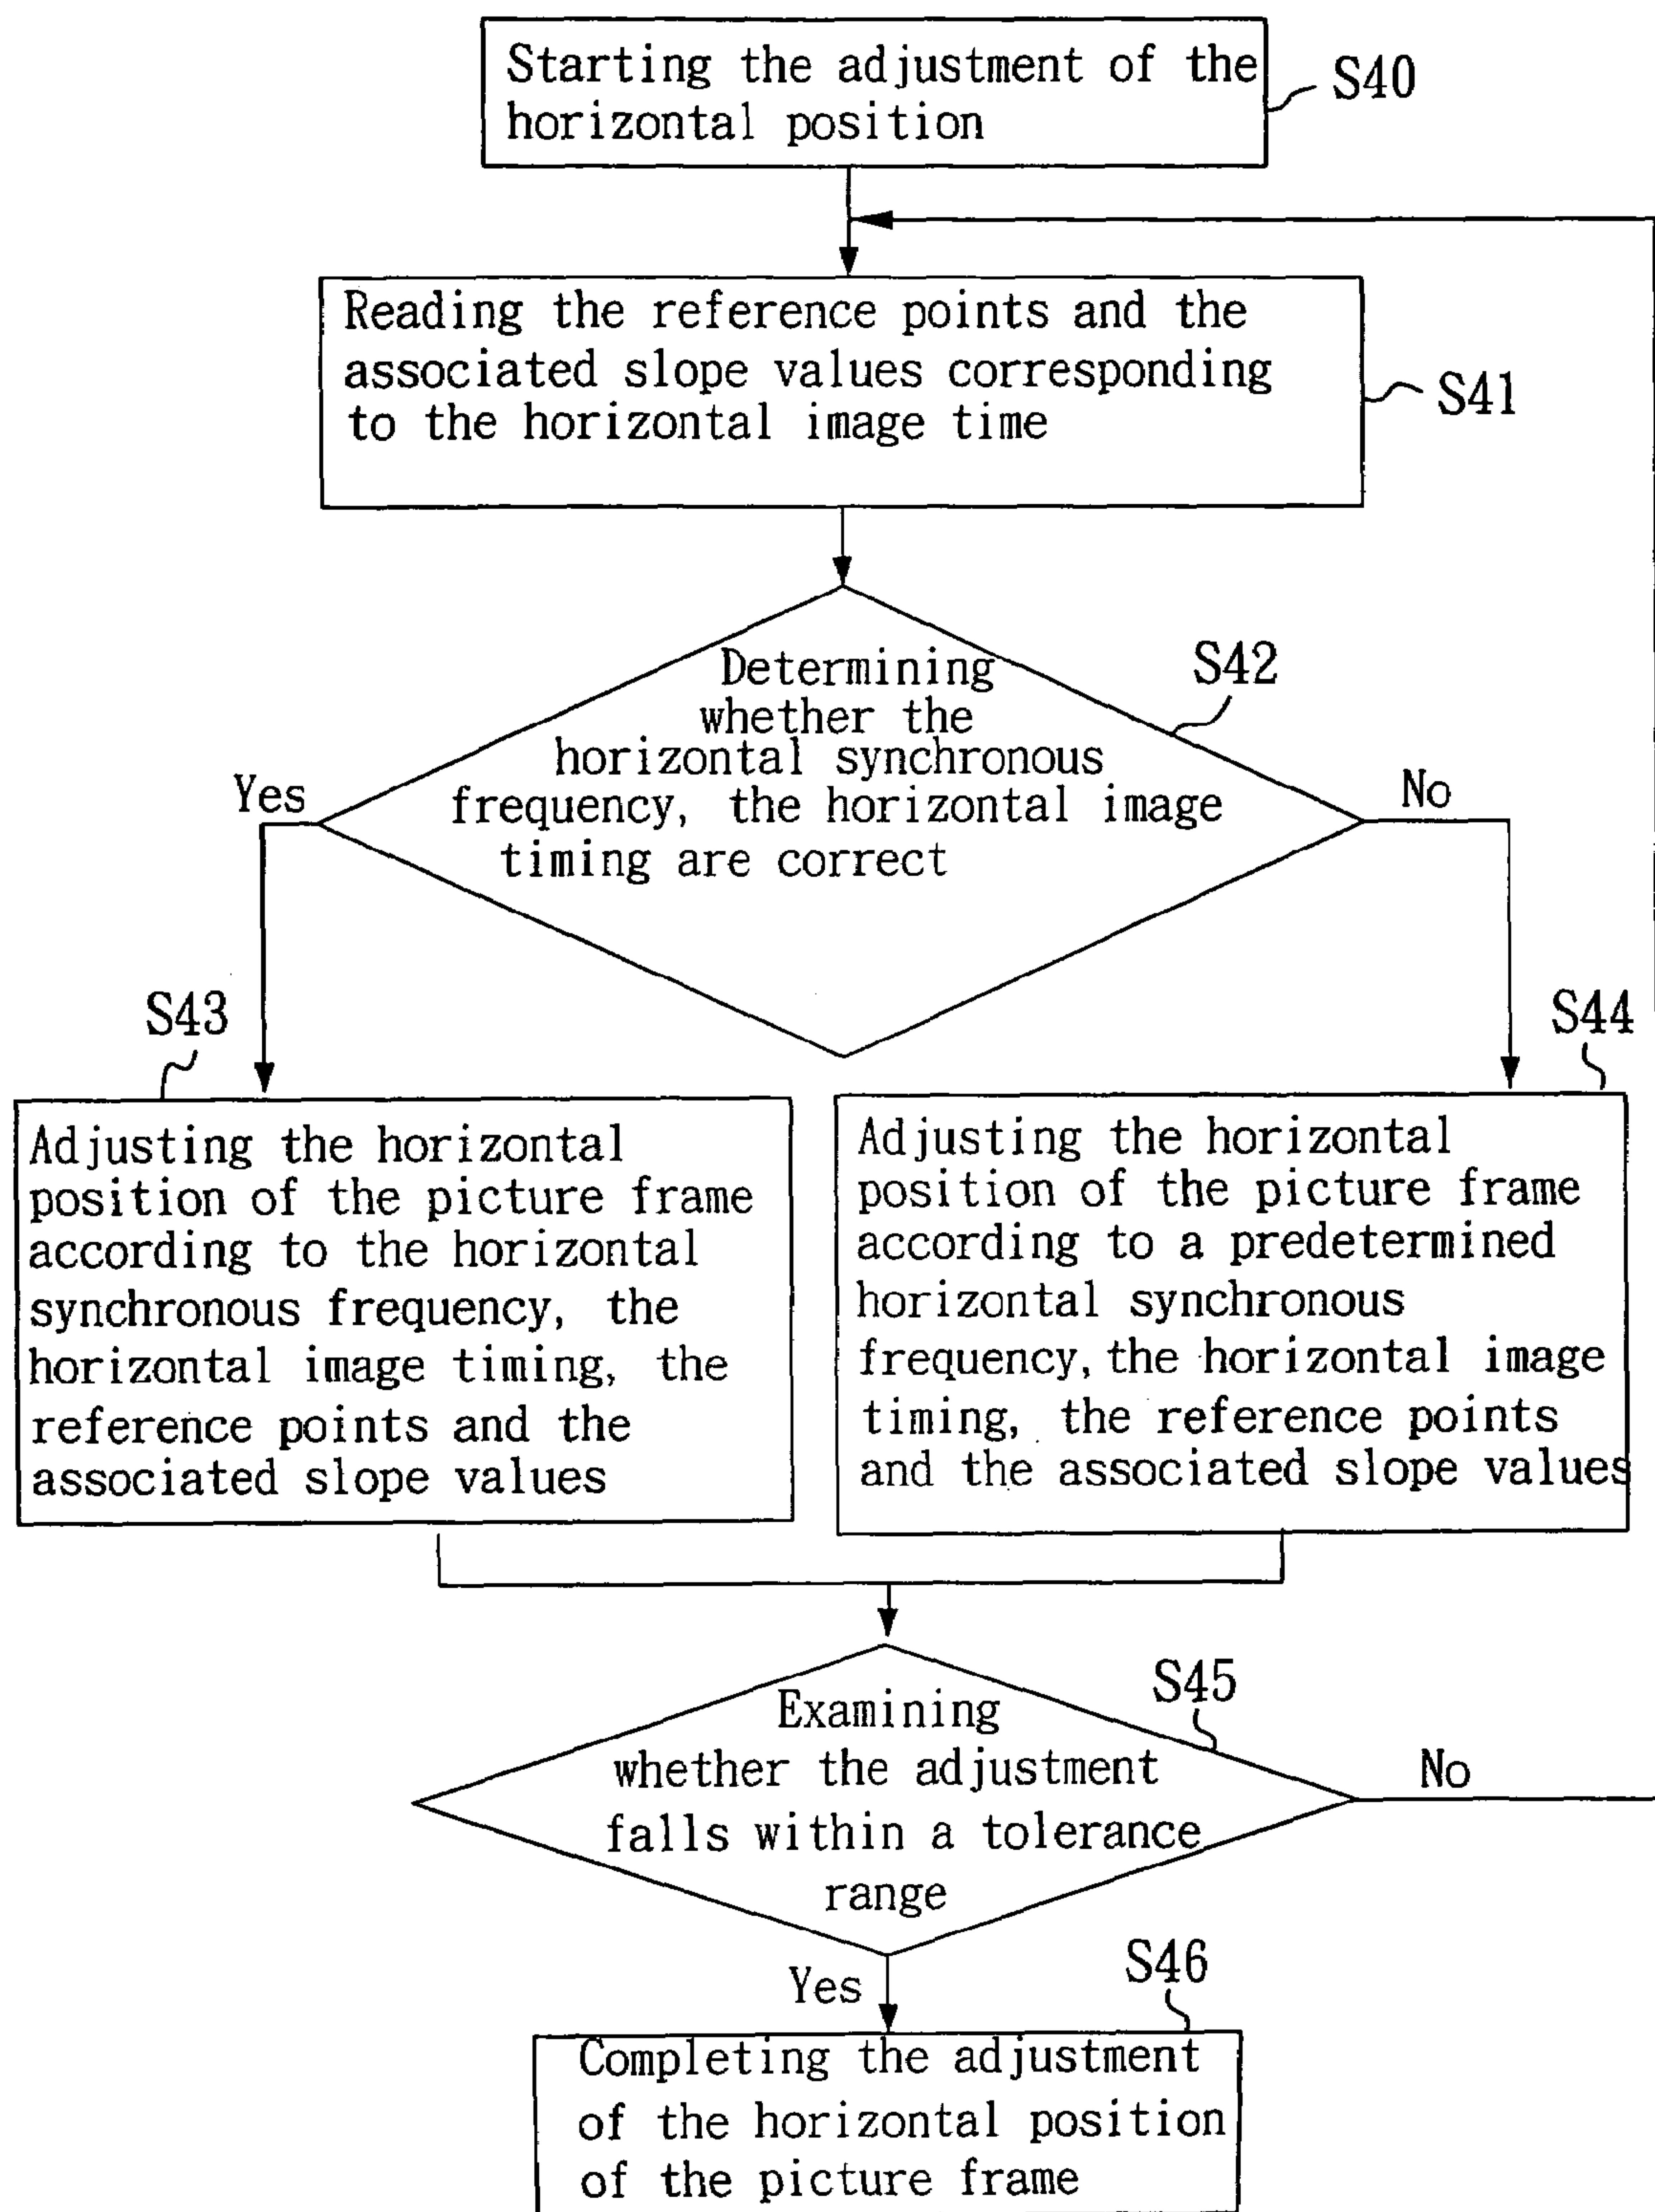 Starting the adjustment of the
horizontal position
S40
Reading the reference points and the
associated slope values corresponding
to the horizontal image time
S41
Determining
whether the
horizontal synchronous
frequency, the horizontal image
timing are correct
S42
Yes
No
S43
Adjusting the horizontal
position of the picture frame
according to the horizontal
synchronous frequency, the
horizontal image timing, the
reference points and the
associated slope values
S44
Adjusting the horizontal
position of the picture frame
according to a predetermined
horizontal synchronous
frequency, the horizontal image
timing, the reference points
and the associated slope values
Examining
whether the adjustment
falls within a tolerance
range
S45
No
Yes
S46
Completing the adjustment
of the horizontal position
of the picture frame